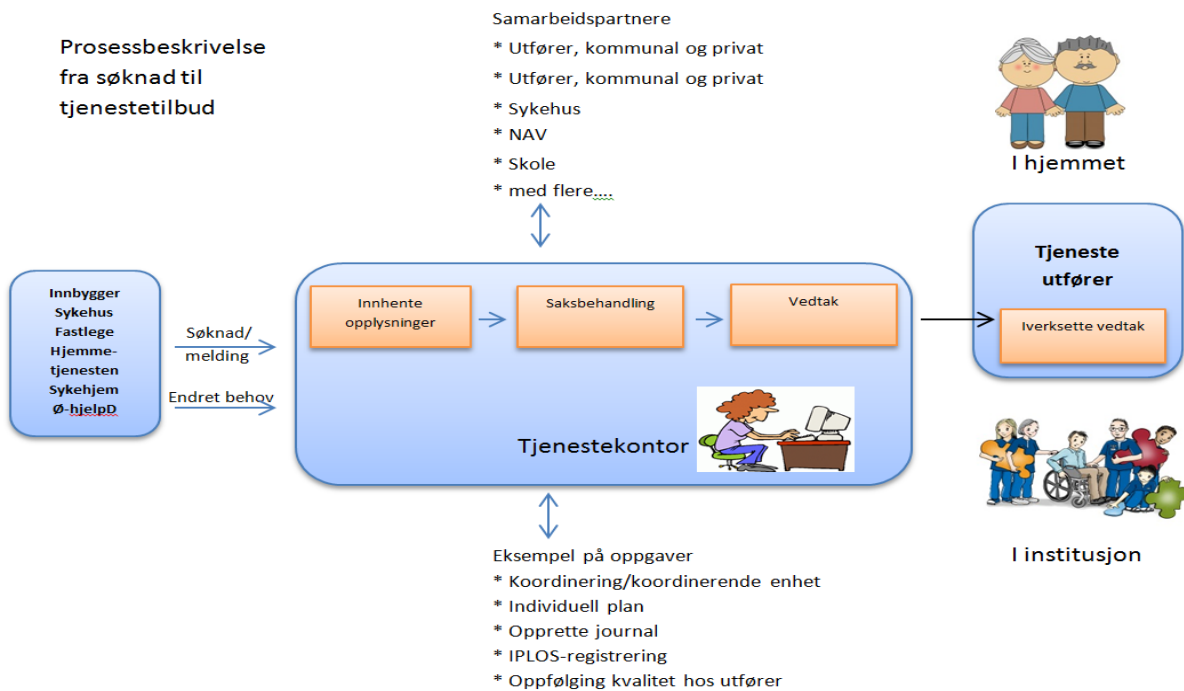 Prosessbeskrivelse
fra søknad til
tjenestetilbud
Samarbeidspartnere
* Utfører, kommunal og privat
* Utfører, kommunal og privat
* Sykehus
* NAV
* Skole
* med flere....
I hjemmet
Innbygger
Sykehus
Fastlege
Hjemme-
tjenesten
Sykehjem
Ø-hjelpD
Søknad/
melding
Endret behov
Innhente
opplysninger
Saksbehandling
Vedtak
Tjenestekontor
Tjeneste
utfører
Iverksette vedtak
I institusjon
Eksempel på oppgaver
* Koordinering/koordinerende enhet
* Individuell plan
* Opprette journal
* IPLOS-registrering
* Oppfølging kvalitet hos utfører